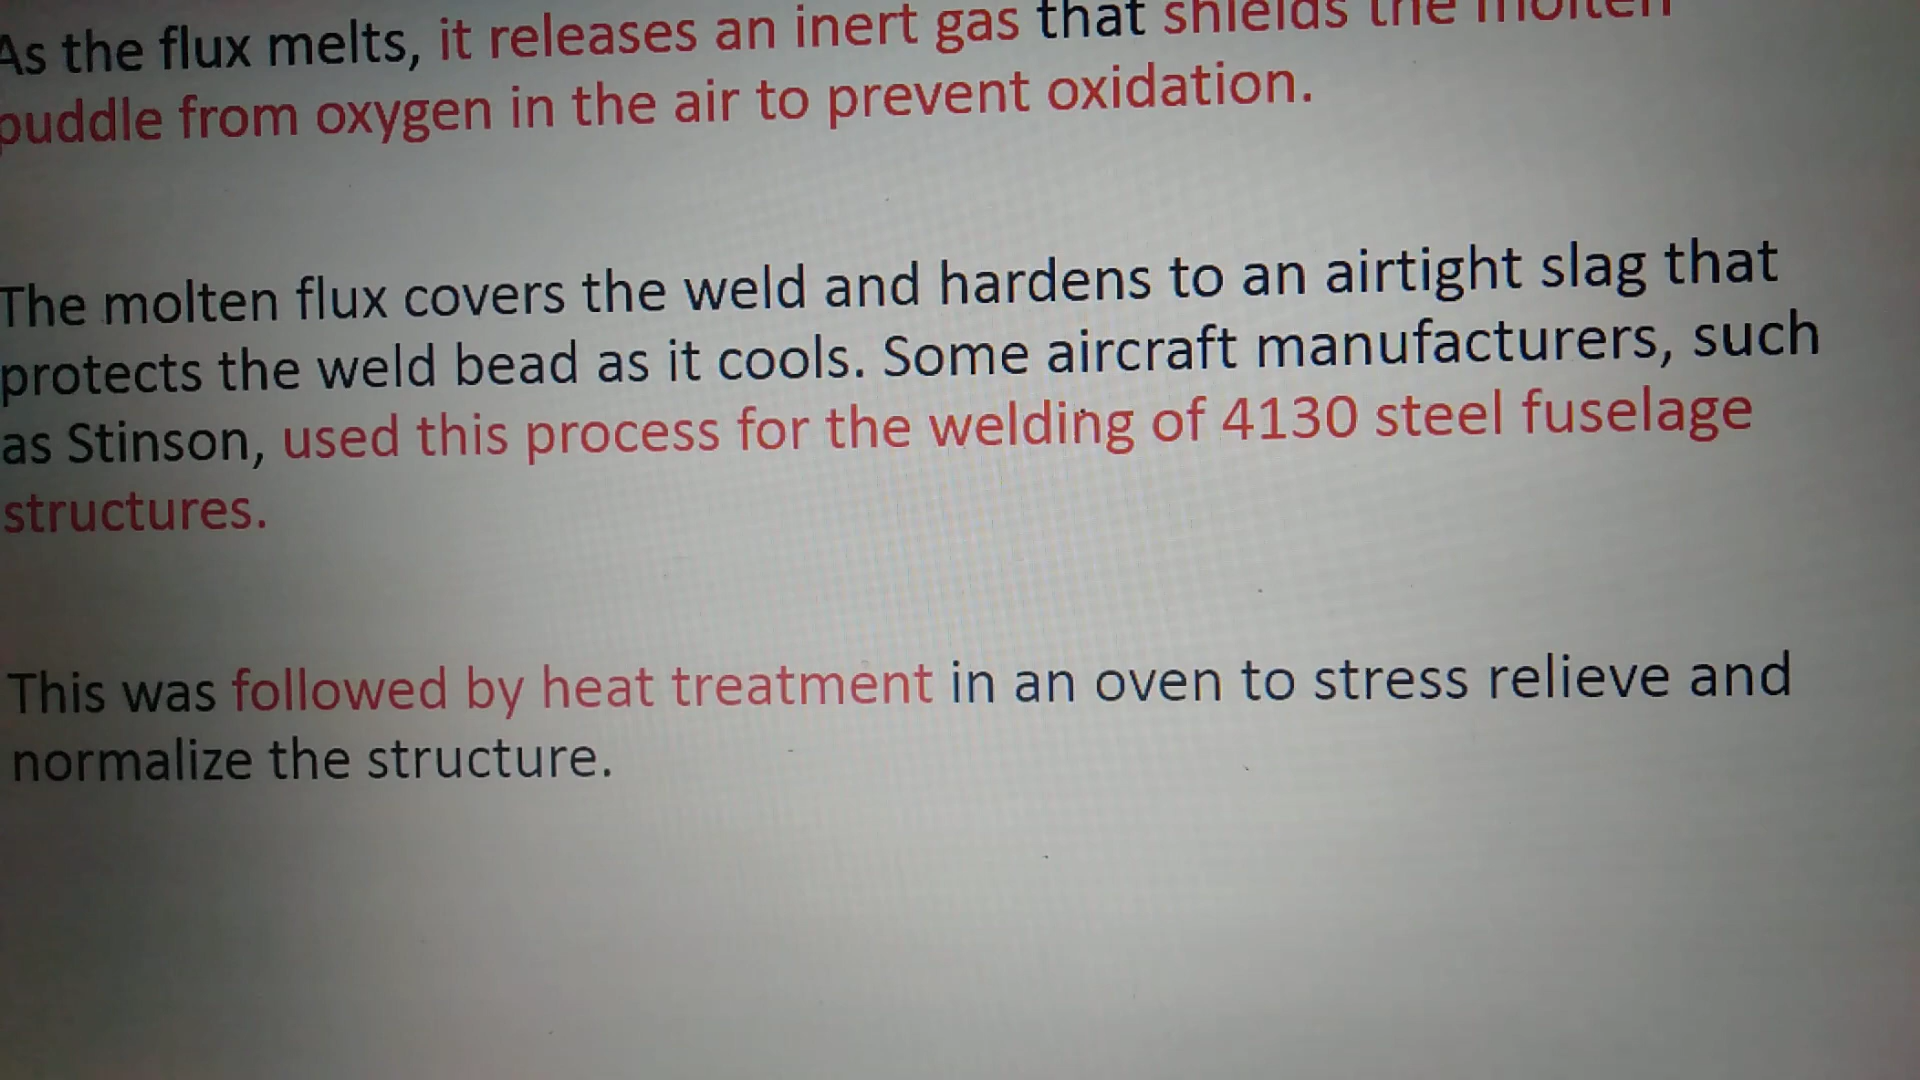 As the flux melts, it releases an inert gas that shields the molten
puddle from oxygen in the air to prevent oxidation.
The molten flux covers the weld and hardens to an airtight slag that
protects the weld bead as it cools. Some aircraft manufacturers, such
as Stinson, used this process for the welding of 4130 steel fuselage
structures.
This was followed by heat treatment in an oven to stress relieve and
normalize the structure.